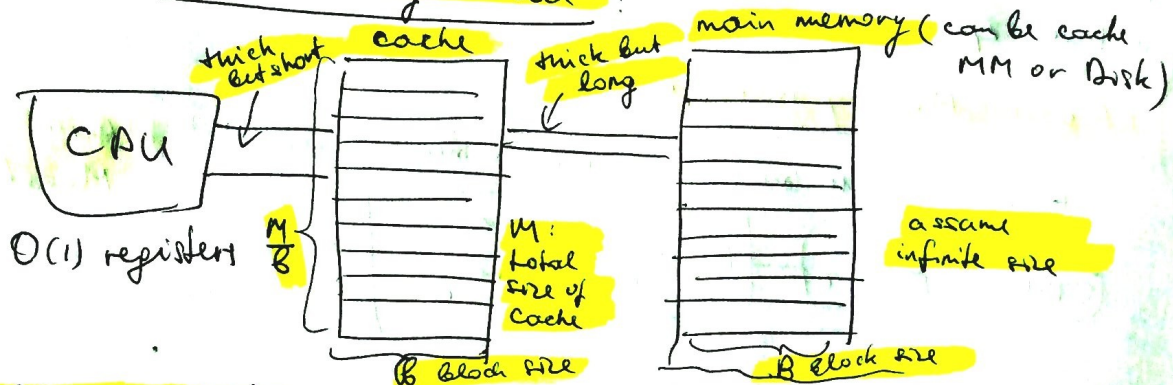 cache
main memory (can be cache
MM or Disk)
thick
but short
thick but
long
CPU
O(1) registers
M
B
M:
total
size of
cache
assume
infinite size
B block size
B block size